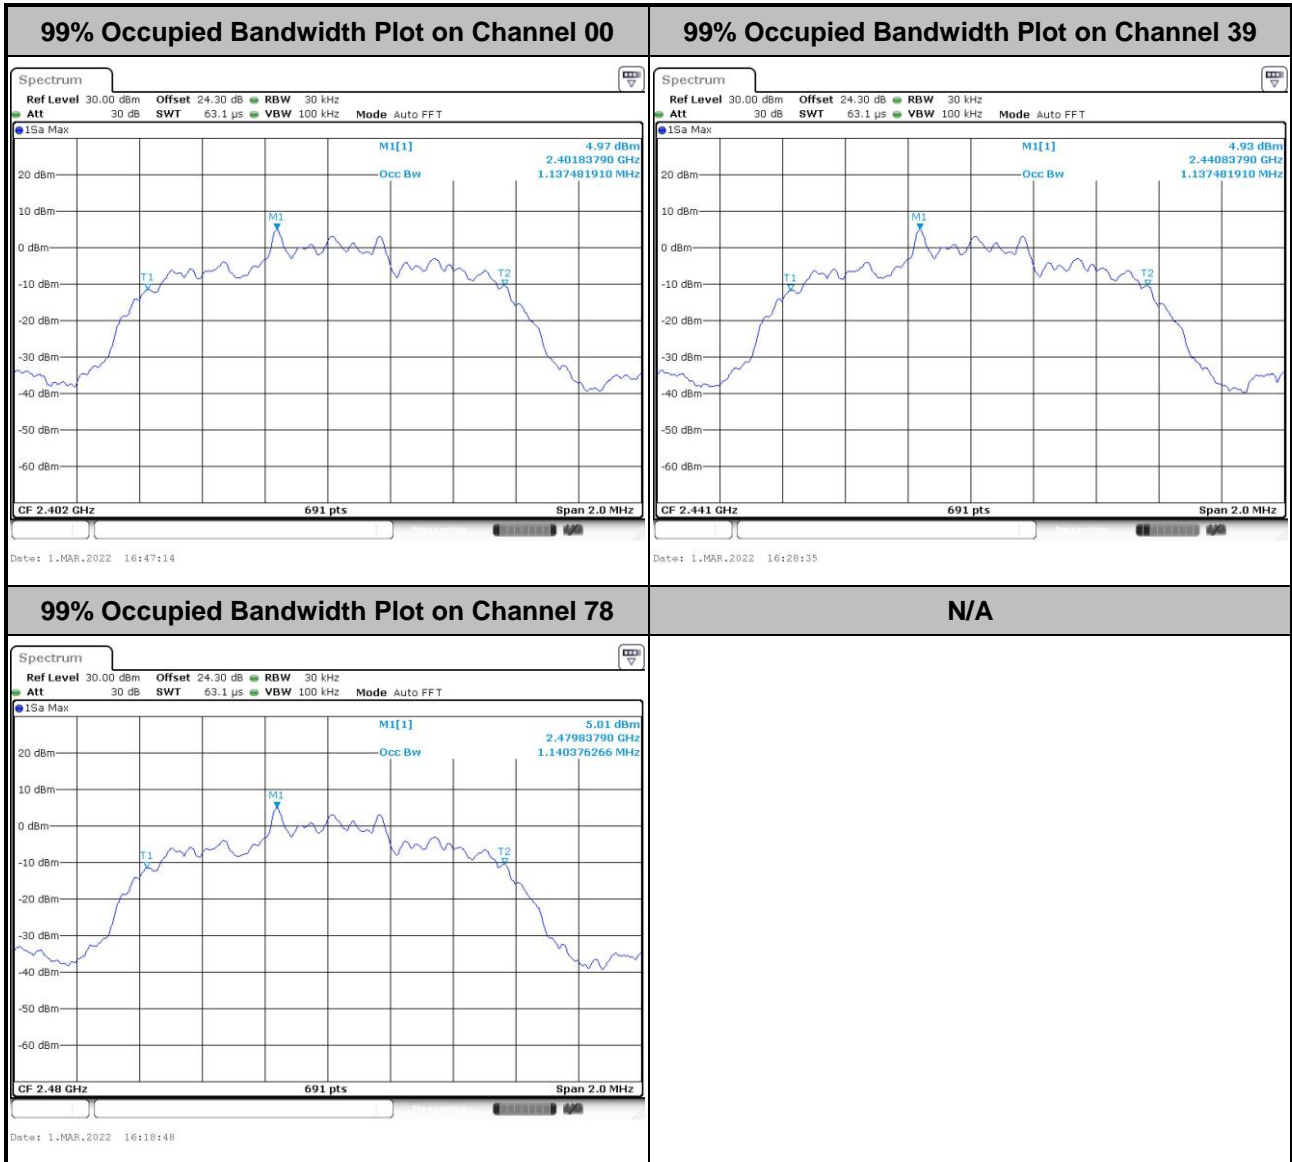 99% Occupied Bandwidth Plot on Channel 00
Spectrum
Ref Level 30.00 dBm Offset 24.30 dB RBW 30 kHz
Att 30 dB SWT 63.1 µs VBW 100 kHz Mode Auto FFT
1Sa Max
M1[1] 4.97 dBm
2.40183790 GHz
Occ Bw 1.137481910 MHz
20 dBm
10 dBm
M1
0 dBm
T1
T2
-10 dBm
-20 dBm
-30 dBm
-40 dBm
-50 dBm
-60 dBm
CF 2.402 GHz 691 pts Span 2.0 MHz
Date: 1.MAR.2022 16:47:14
99% Occupied Bandwidth Plot on Channel 39
Spectrum
Ref Level 30.00 dBm Offset 24.30 dB RBW 30 kHz
Att 30 dB SWT 63.1 µs VBW 100 kHz Mode Auto FFT
1Sa Max
M1[1] 4.93 dBm
2.44083790 GHz
Occ Bw 1.137481910 MHz
20 dBm
10 dBm
M1
0 dBm
T1
T2
-10 dBm
-20 dBm
-30 dBm
-40 dBm
-50 dBm
-60 dBm
CF 2.441 GHz 691 pts Span 2.0 MHz
Date: 1.MAR.2022 16:28:35
99% Occupied Bandwidth Plot on Channel 78
Spectrum
Ref Level 30.00 dBm Offset 24.30 dB RBW 30 kHz
Att 30 dB SWT 63.1 µs VBW 100 kHz Mode Auto FFT
1Sa Max
M1[1] 5.01 dBm
2.47983790 GHz
Occ Bw 1.140376266 MHz
20 dBm
10 dBm
M1
0 dBm
T1
T2
-10 dBm
-20 dBm
-30 dBm
-40 dBm
-50 dBm
-60 dBm
CF 2.48 GHz 691 pts Span 2.0 MHz
Date: 1.MAR.2022 16:18:48
N/A